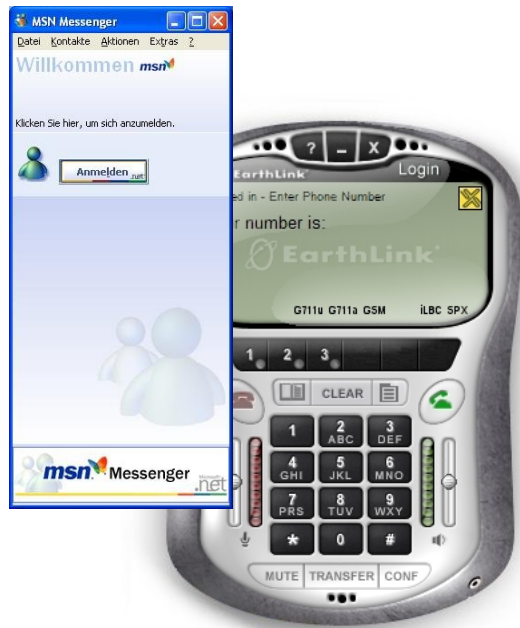 MSN Messenger
Datei Kontakte Aktionen Extras ?
Willkommen msn
Klicken Sie hier, um sich anzumelden.
Anmelden .net
msn Messenger
Microsoft .net
? – X
EarthLink Login
ed in - Enter Phone Number
r number is:
EarthLink
G711u G711a GSM iLBC SPX
1 2 3
CLEAR
1 2 ABC 3 DEF
4 GHI 5 JKL 6 MNO
7 PRS 8 TUV 9 WXY
* 0 #
MUTE TRANSFER CONF